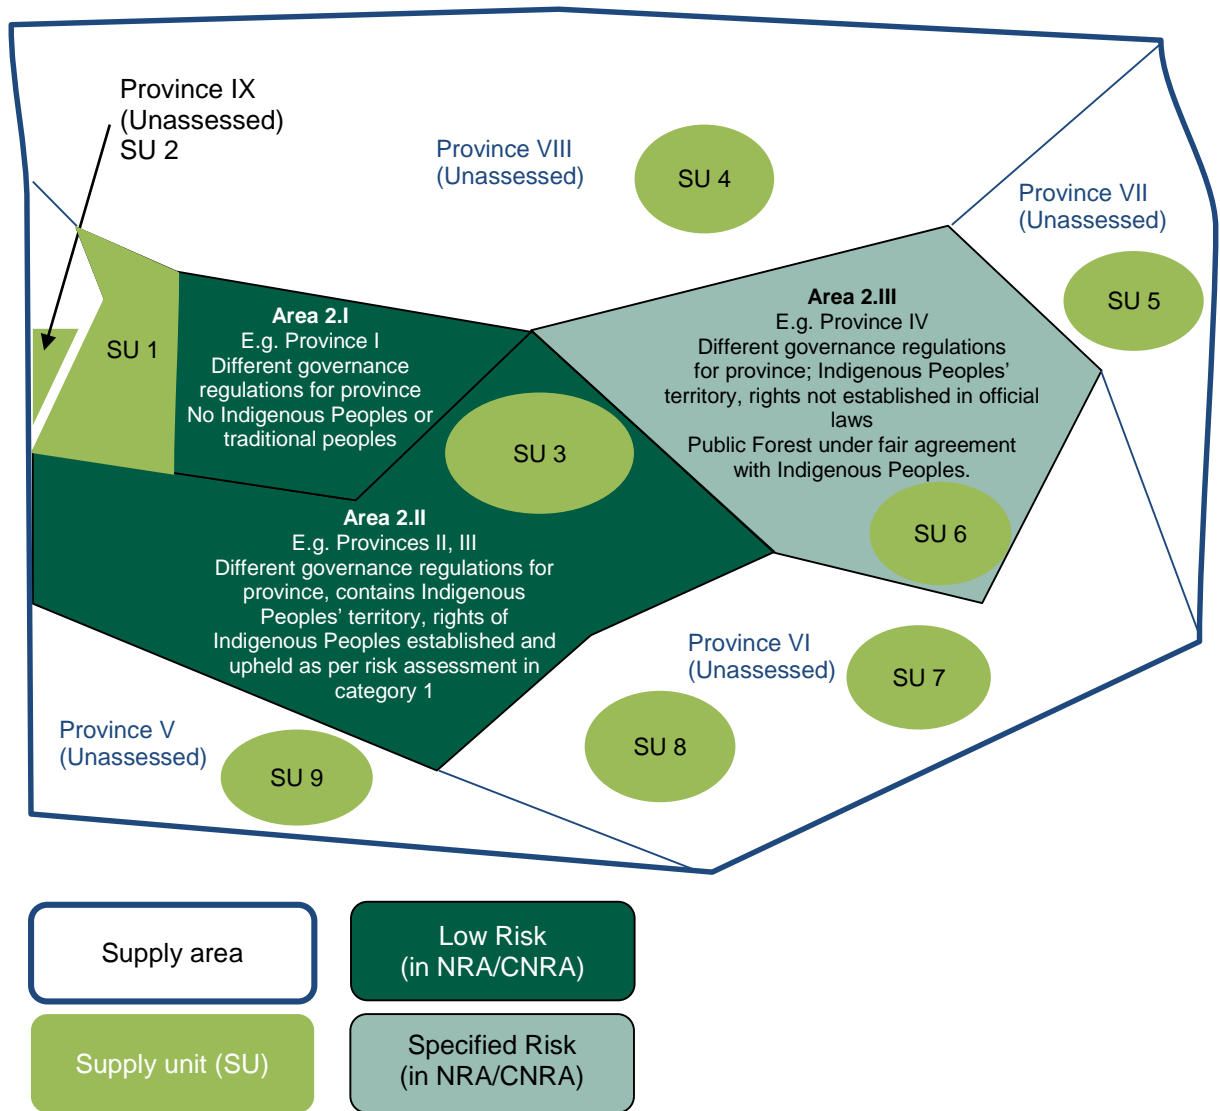 Province IX
(Unassessed)
SU 2
Province VIII
(Unassessed)
SU 4
Province VII
(Unassessed)
SU 5
SU 1
Area 2.I
E.g. Province I
Different governance
regulations for province
No Indigenous Peoples or
traditional peoples
Area 2.III
E.g. Province IV
Different governance regulations
for province; Indigenous Peoples'
territory, rights not established in official
laws
Public Forest under fair agreement
with Indigenous Peoples.
SU 3
SU 6
Area 2.II
E.g. Provinces II, III
Different governance regulations for
province, contains Indigenous
Peoples' territory, rights of
Indigenous Peoples established and
upheld as per risk assessment in
category 1
Province VI
(Unassessed)
SU 7
SU 8
Province V
(Unassessed)
SU 9
Supply area
Low Risk
(in NRA/CNRA)
Supply unit (SU)
Specified Risk
(in NRA/CNRA)